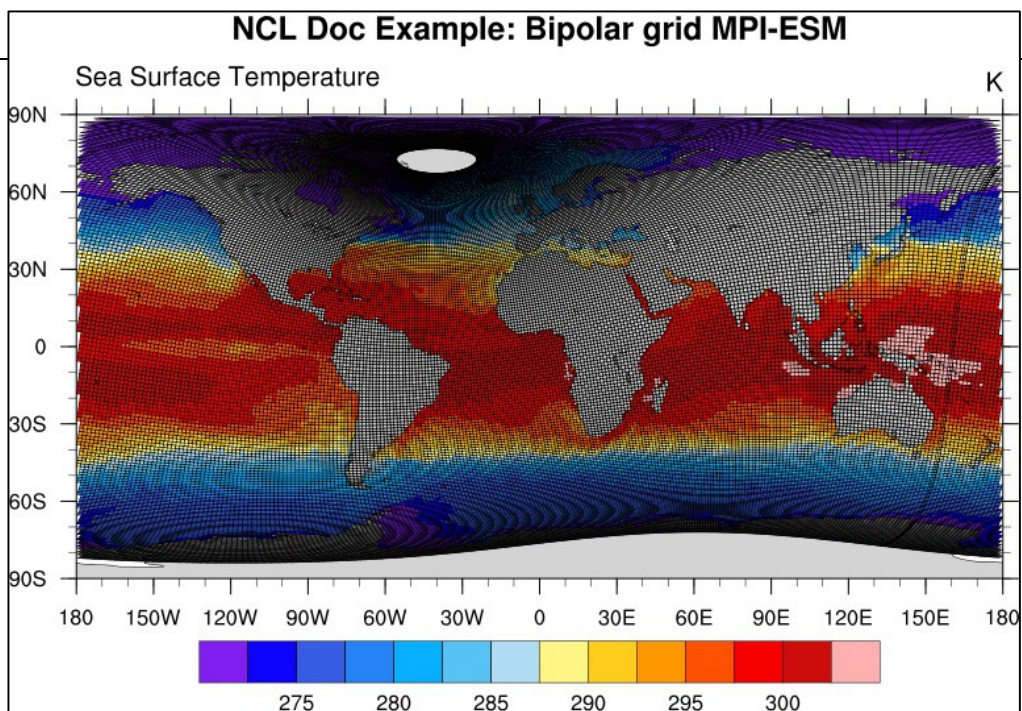 NCL Doc Example: Bipolar grid MPI-ESM
Sea Surface Temperature K
90N
60N
30N
0
30S
60S
90S
180 150W 120W 90W 60W 30W 0 30E 60E 90E 120E 150E 180
275 280 285 290 295 300